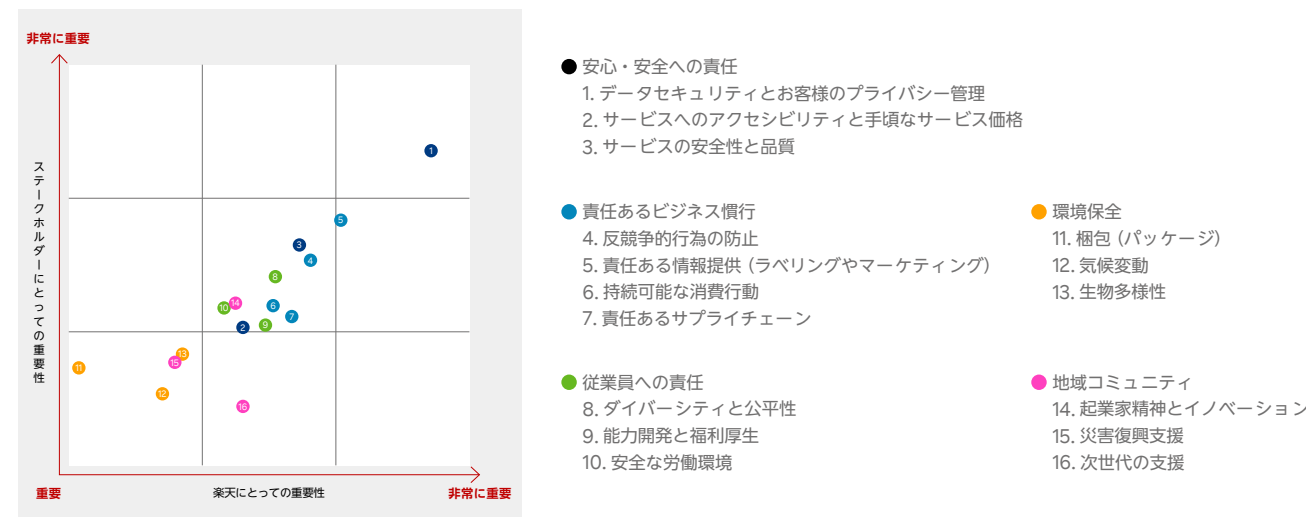 非常に重要
ステークホルダーにとっての重要性
1
5
3
4
8
10
14
6
7
2
9
13
15
11
12
16
重要
楽天にとっての重要性
非常に重要
安心・安全への責任
1. データセキュリティとお客様のプライバシー管理
2. サービスへのアクセシビリティと手頃なサービス価格
3. サービスの安全性と品質
責任あるビジネス慣行
4. 反競争的行為の防止
5. 責任ある情報提供（ラベリングやマーケティング）
6. 持続可能な消費行動
7. 責任あるサプライチェーン
環境保全
11. 梱包（パッケージ）
12. 気候変動
13. 生物多様性
従業員への責任
8. ダイバーシティと公平性
9. 能力開発と福利厚生
10. 安全な労働環境
地域コミュニティ
14. 起業家精神とイノベーション
15. 災害復興支援
16. 次世代の支援